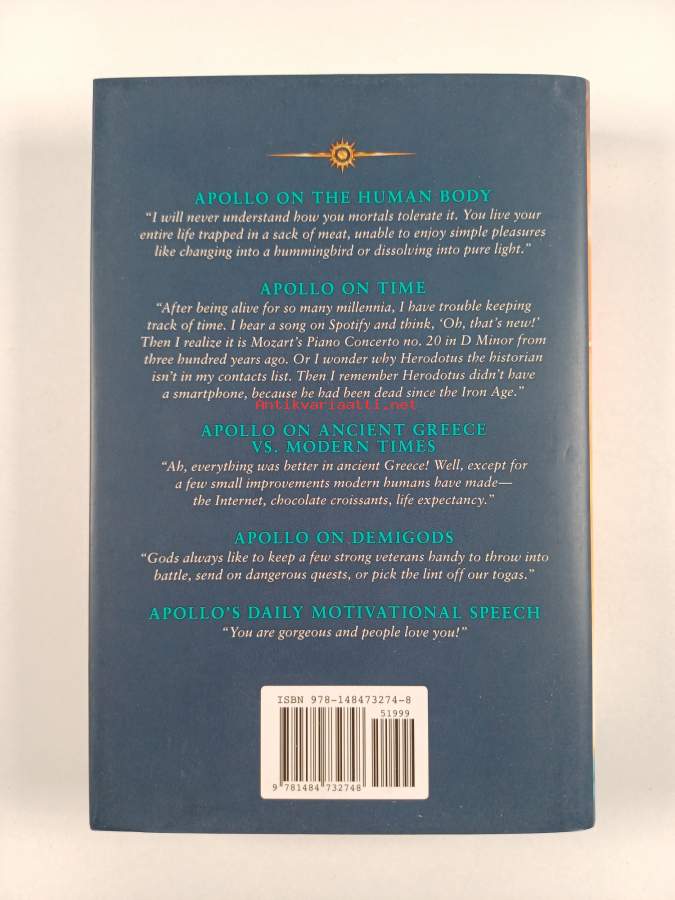 APOLLO ON THE HUMAN BODY
“I will never understand how you mortals tolerate it. You live your
entire life trapped in a sack of meat, unable to enjoy simple pleasures
like changing into a hummingbird or dissolving into pure light.”
APOLLO ON TIME
“After being alive for so many millennia, I have trouble keeping
track of time. I hear a song on Spotify and think, ‘Oh, that’s new!’
Then I realize it is Mozart’s Piano Concerto no. 20 in D Minor from
three hundred years ago. Or I wonder why Herodotus the historian
isn’t in my contacts list. Then I remember Herodotus didn’t have
a smartphone, because he had been dead since the Iron Age.”
Antikvariaatti.net
APOLLO ON ANCIENT GREECE
VS. MODERN TIMES
“Ah, everything was better in ancient Greece! Well, except for
a few small improvements modern humans have made—
the Internet, chocolate croissants, life expectancy.”
APOLLO ON DEMIGODS
“Gods always like to keep a few strong veterans handy to throw into
battle, send on dangerous quests, or pick the lint off our togas.”
APOLLO’S DAILY MOTIVATIONAL SPEECH
“You are gorgeous and people love you!”
ISBN 978-148473274-8
51999
9 781484 732748